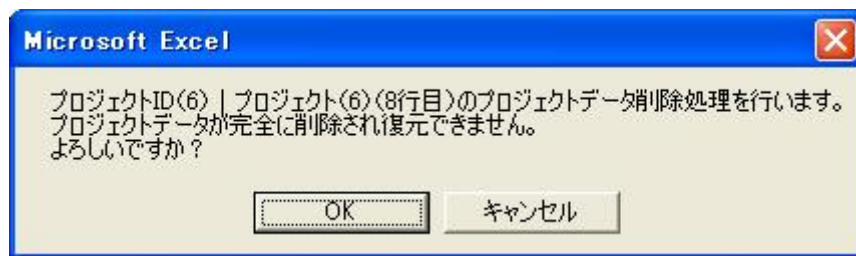 Microsoft Excel
プロジェクトID(6) | プロジェクト(6)(8行目)のプロジェクトデータ削除処理を行います。
プロジェクトデータが完全に削除され復元できません。
よろしいですか？
OK
キャンセル